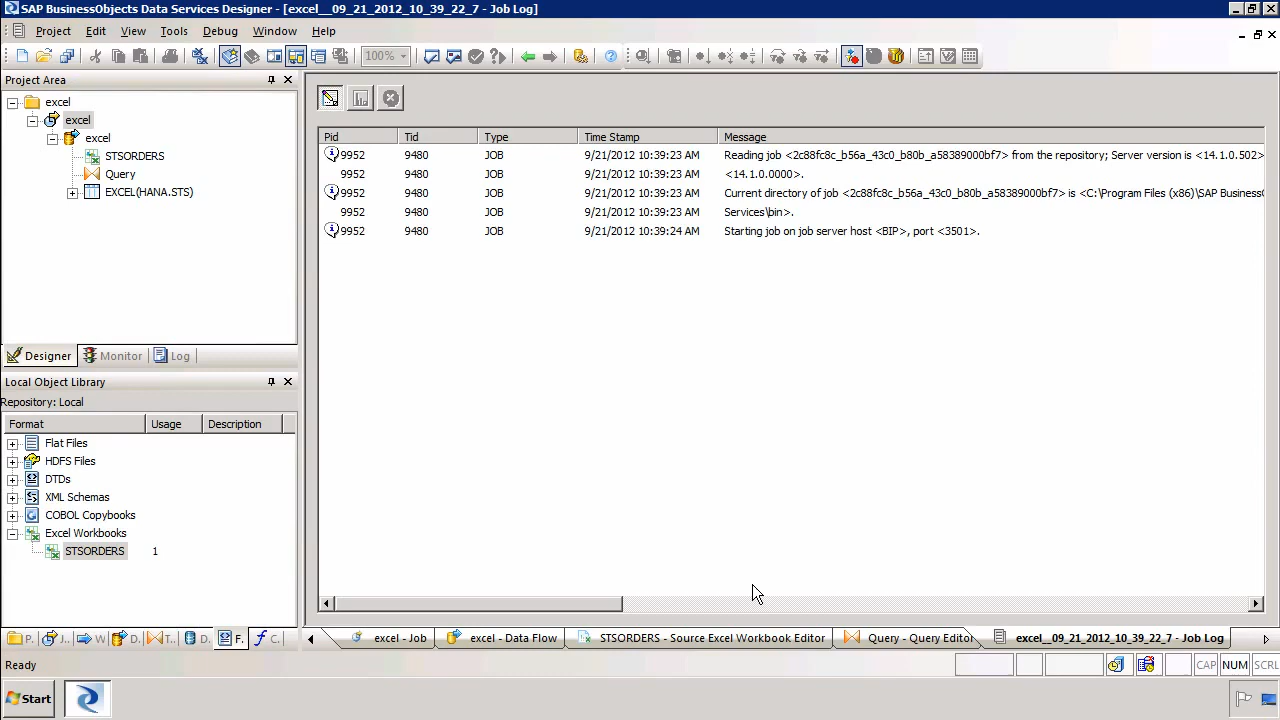 SAP BusinessObjects Data Services Designer - [excel__09_21_2012_10_39_22_7 - Job Log]
Project Edit View Tools Debug Window Help
100%
Project Area
excel
excel
excel
STSORDERS
Query
EXCEL(HANA.STS)
Designer Monitor Log
Local Object Library
Repository: Local
Format Usage Description
Flat Files
HDFS Files
DTDs
XML Schemas
COBOL Copybooks
Excel Workbooks
STSORDERS 1
P. J.. W D. T.. D. F. C.
Pid Tid Type Time Stamp Message
9952 9480 JOB 9/21/2012 10:39:23 AM Reading job <2c88fc8c_b56a_43c0_b80b_a58389000bf7> from the repository; Server version is <14.1.0.502>
9952 9480 JOB 9/21/2012 10:39:23 AM <14.1.0.0000>.
9952 9480 JOB 9/21/2012 10:39:23 AM Current directory of job <2c88fc8c_b56a_43c0_b80b_a58389000bf7> is <C:\Program Files (x86)\SAP Business
9952 9480 JOB 9/21/2012 10:39:23 AM Services\bin>.
9952 9480 JOB 9/21/2012 10:39:24 AM Starting job on job server host <BIP>, port <3501>.
excel - Job excel - Data Flow STSORDERS - Source Excel Workbook Edit Query - Query Editor excel__09_21_2012_10_39_22_7 - Job Log
Ready CAP NUM SCRL
Start